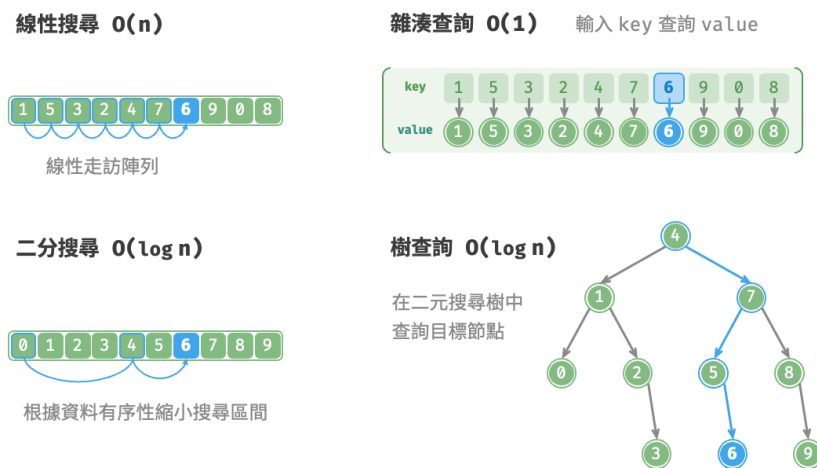 線性搜尋 O(n)
1 5 3 2 4 7 6 9 0 8
線性走訪陣列
雜湊查詢 O(1) 輸入 key 查詢 value
key 1 5 3 2 4 7 6 9 0 8
value 1 5 3 2 4 7 6 9 0 8
二分搜尋 O(log n)
0 1 2 3 4 5 6 7 8 9
根據資料有序性縮小搜尋區間
樹查詢 O(log n)
在二元搜尋樹中
查詢目標節點
4
1 7
0 2 5 8
3 6 9